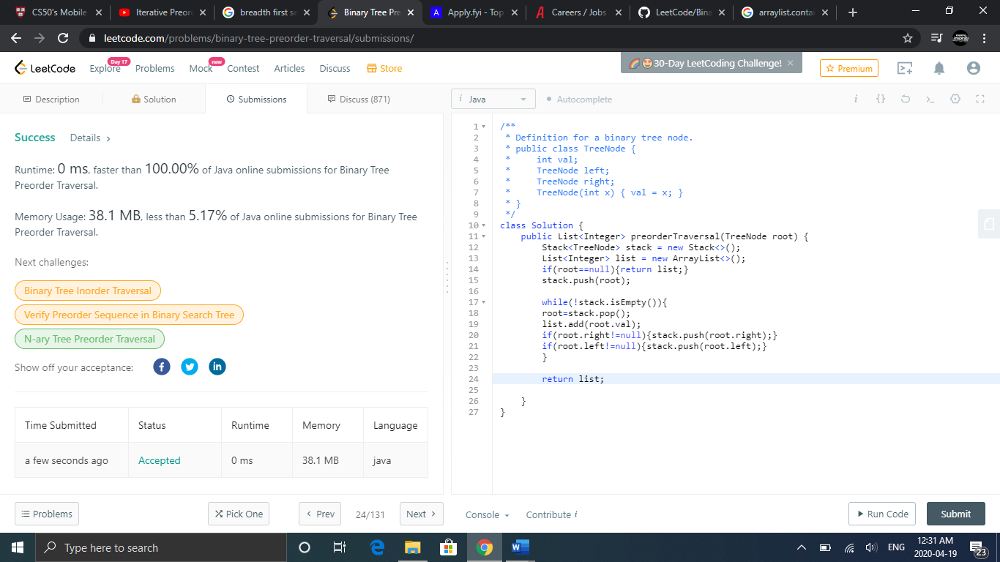 CS50's Mobile
Iterative Preor
breadth first se
Binary Tree Pre
Apply.fyi - Top
Careers / Jobs
LeetCode/Bina
arraylist.contai
leetcode.com/problems/binary-tree-preorder-traversal/submissions/
LeetCode
Explore
Day 17
Problems
Mock
new
Contest
Articles
Discuss
Store
30-Day LeetCoding Challenge!
Premium
Description
Solution
Submissions
Discuss (871)
i Java
Autocomplete
Success
Details
Runtime: 0 ms, faster than 100.00% of Java online submissions for Binary Tree
Preorder Traversal.
Memory Usage: 38.1 MB, less than 5.17% of Java online submissions for Binary Tree
Preorder Traversal.
Next challenges:
Binary Tree Inorder Traversal
Verify Preorder Sequence in Binary Search Tree
N-ary Tree Preorder Traversal
Show off your acceptance:
Time Submitted Status Runtime Memory Language
a few seconds ago Accepted 0 ms 38.1 MB java
1 /**
2 * Definition for a binary tree node.
3 * public class TreeNode {
4 *     int val;
5 *     TreeNode left;
6 *     TreeNode right;
7 *     TreeNode(int x) { val = x; }
8 * }
9 */
10 class Solution {
11     public List<Integer> preorderTraversal(TreeNode root) {
12         Stack<TreeNode> stack = new Stack<>();
13         List<Integer> list = new ArrayList<>();
14         if(root==null){return list;}
15         stack.push(root);
16
17         while(!stack.isEmpty()){
18         root=stack.pop();
19         list.add(root.val);
20         if(root.right!=null){stack.push(root.right);}
21         if(root.left!=null){stack.push(root.left);}
22         }
23
24         return list;
25
26     }
27 }
Problems
Pick One
Prev
24/131
Next
Console
Contribute i
Run Code
Submit
Type here to search
ENG
12:31 AM
2020-04-19
23